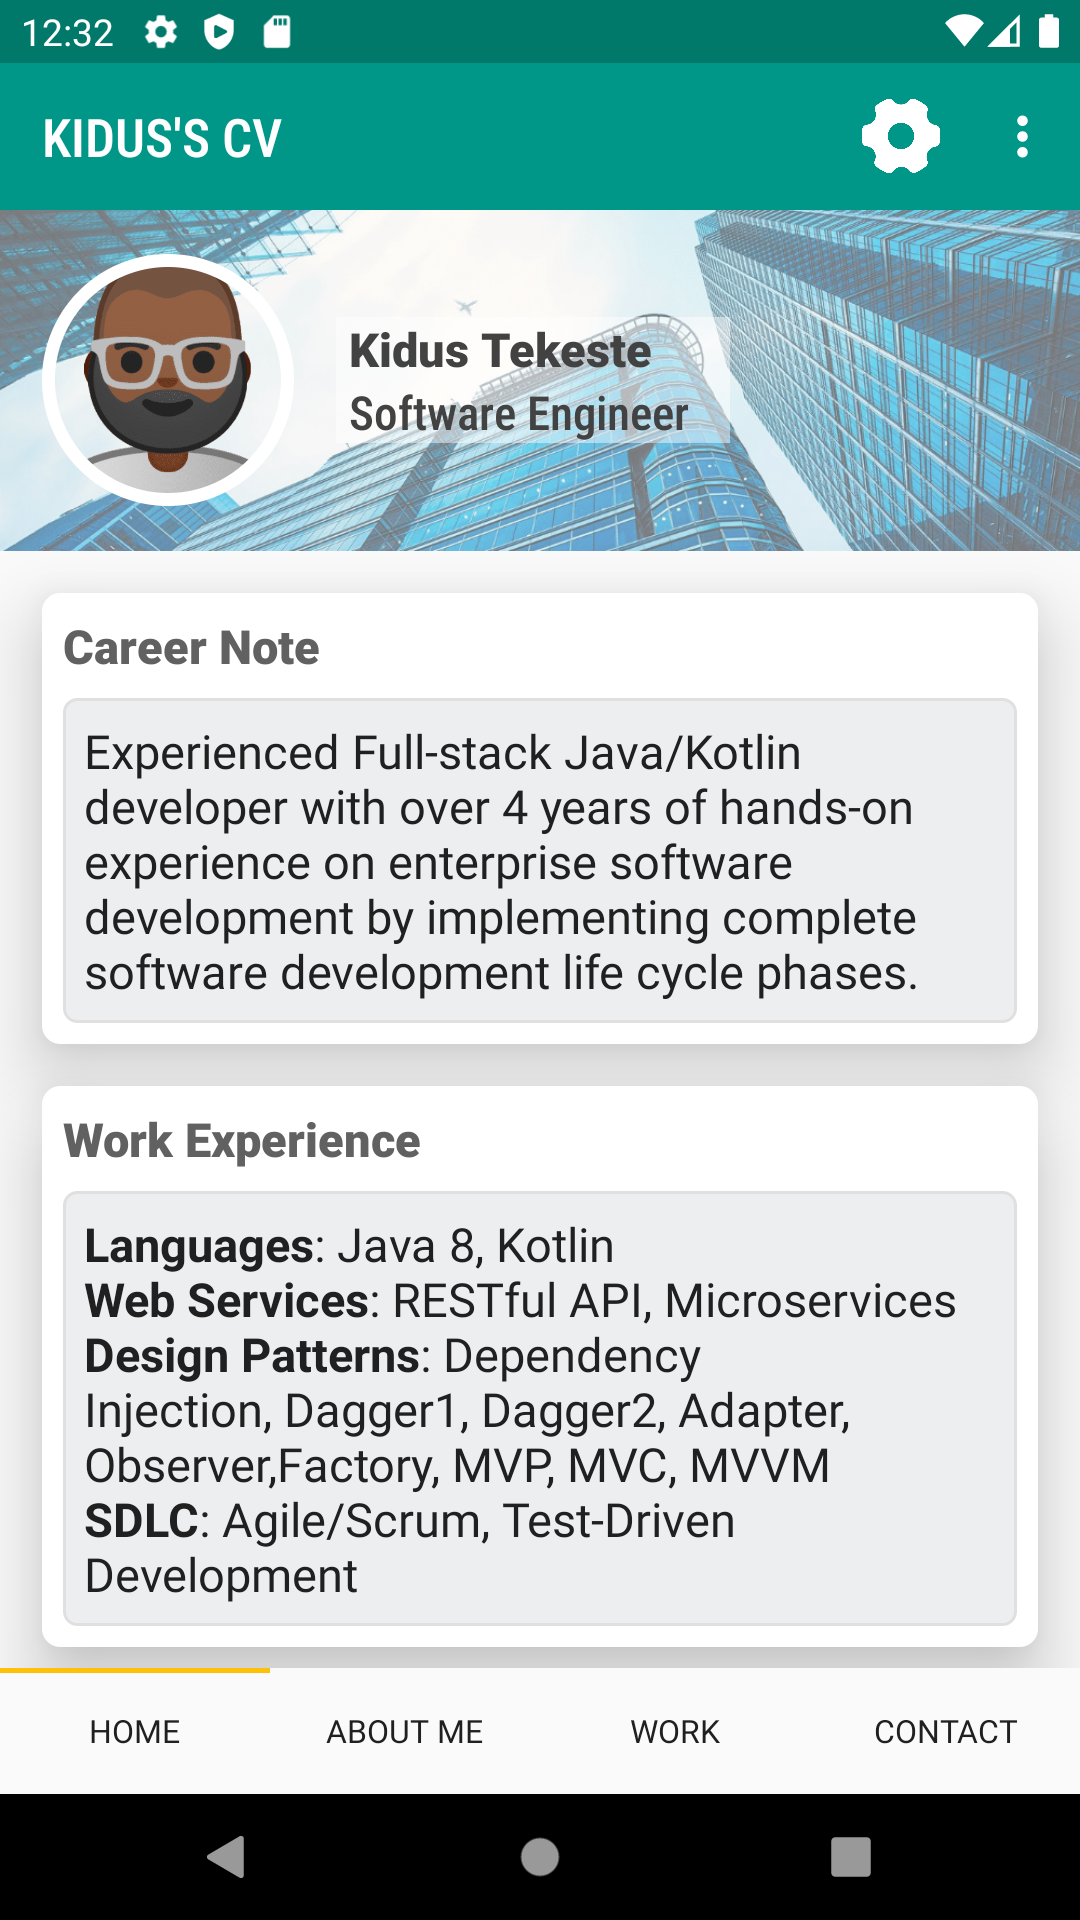 12:32
KIDUS'S CV
Kidus Tekeste
Software Engineer
Career Note
Experienced Full-stack Java/Kotlin
developer with over 4 years of hands-on
experience on enterprise software
development by implementing complete
software development life cycle phases.
Work Experience
Languages: Java 8, Kotlin
Web Services: RESTful API, Microservices
Design Patterns: Dependency
Injection, Dagger1, Dagger2, Adapter,
Observer,Factory, MVP, MVC, MVVM
SDLC: Agile/Scrum, Test-Driven
Development
HOME ABOUT ME WORK CONTACT